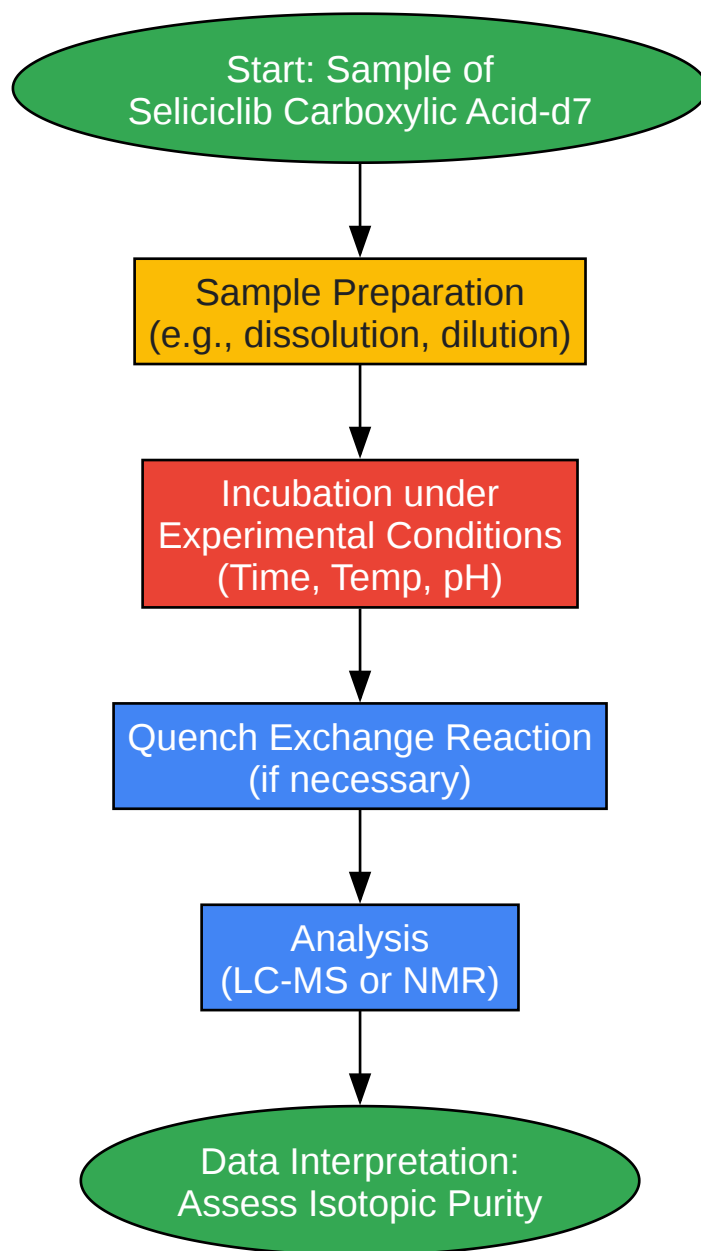 Start: Sample of
Seliciclib Carboxylic Acid-d7
Sample Preparation
(e.g., dissolution, dilution)
Incubation under
Experimental Conditions
(Time, Temp, pH)
Quench Exchange Reaction
(if necessary)
Analysis
(LC-MS or NMR)
Data Interpretation:
Assess Isotopic Purity